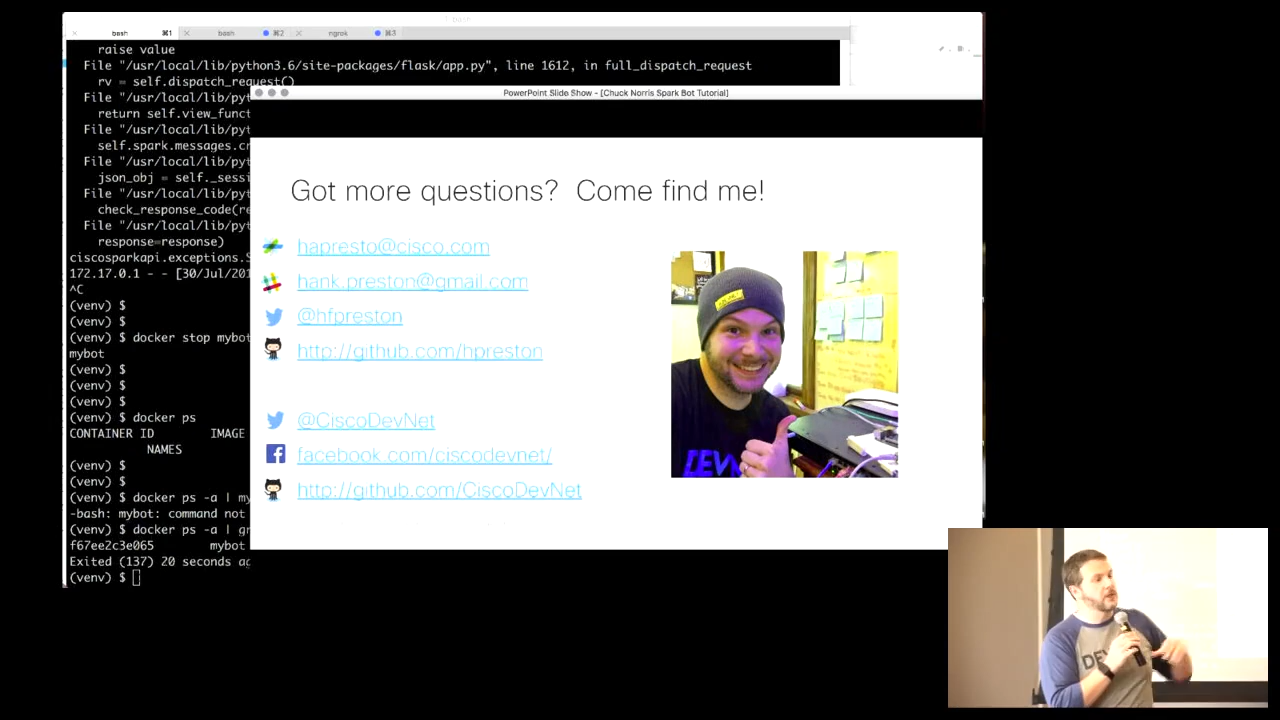 bash ⌘1 bash ⌘2 ngrok ⌘3
raise value
File "/usr/local/lib/python3.6/site-packages/flask/app.py", line 1612, in full_dispatch_request
rv = self.dispatch_request()
File "/usr/local/lib/pyt
return self.view_funct
File "/usr/local/lib/pyt
self.spark.messages.cr
File "/usr/local/lib/pyt
json_obj = self._sessi
File "/usr/local/lib/pyt
check_response_code(re
File "/usr/local/lib/pyt
response=response)
ciscosparkapi.exceptions.S
172.17.0.1 - - [30/Jul/201
^C
(venv) $
(venv) $
(venv) $ docker stop mybot
mybot
(venv) $
(venv) $
(venv) $
(venv) $ docker ps
CONTAINER ID IMAGE
NAMES
(venv) $
(venv) $
(venv) $ docker ps -a | my
-bash: mybot: command not
(venv) $ docker ps -a | gr
f67ee2c3e065 mybot
Exited (137) 20 seconds ag
(venv) $
PowerPoint Slide Show - [Chuck Norris Spark Bot Tutorial]
Got more questions? Come find me!
hapresto@cisco.com
hank.preston@gmail.com
@hfpreston
http://github.com/hpreston
@CiscoDevNet
facebook.com/ciscodevnet/
http://github.com/CiscoDevNet